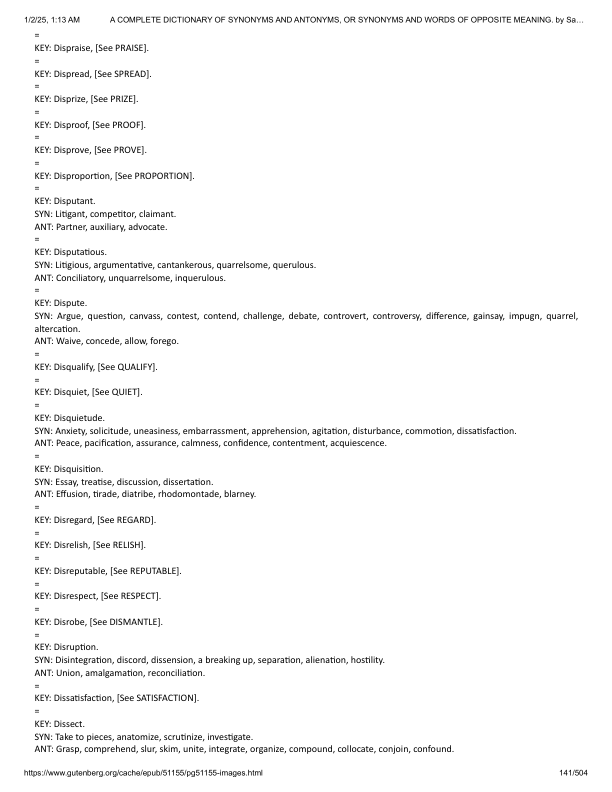 1/2/25, 1:13 AM A COMPLETE DICTIONARY OF SYNONYMS AND ANTONYMS, OR SYNONYMS AND WORDS OF OPPOSITE MEANING. by Sa…
=
KEY: Dispraise, [See PRAISE].
=
KEY: Dispread, [See SPREAD].
=
KEY: Disprize, [See PRIZE].
=
KEY: Disproof, [See PROOF].
=
KEY: Disprove, [See PROVE].
=
KEY: Disproportion, [See PROPORTION].
=
KEY: Disputant.
SYN: Litigant, competitor, claimant.
ANT: Partner, auxiliary, advocate.
=
KEY: Disputatious.
SYN: Litigious, argumentative, cantankerous, quarrelsome, querulous.
ANT: Conciliatory, unquarrelsome, inquerulous.
=
KEY: Dispute.
SYN: Argue, question, canvass, contest, contend, challenge, debate, controvert, controversy, difference, gainsay, impugn, quarrel,
altercation.
ANT: Waive, concede, allow, forego.
=
KEY: Disqualify, [See QUALIFY].
=
KEY: Disquiet, [See QUIET].
=
KEY: Disquietude.
SYN: Anxiety, solicitude, uneasiness, embarrassment, apprehension, agitation, disturbance, commotion, dissatisfaction.
ANT: Peace, pacification, assurance, calmness, confidence, contentment, acquiescence.
=
KEY: Disquisition.
SYN: Essay, treatise, discussion, dissertation.
ANT: Effusion, tirade, diatribe, rhodomontade, blarney.
=
KEY: Disregard, [See REGARD].
=
KEY: Disrelish, [See RELISH].
=
KEY: Disreputable, [See REPUTABLE].
=
KEY: Disrespect, [See RESPECT].
=
KEY: Disrobe, [See DISMANTLE].
=
KEY: Disruption.
SYN: Disintegration, discord, dissension, a breaking up, separation, alienation, hostility.
ANT: Union, amalgamation, reconciliation.
=
KEY: Dissatisfaction, [See SATISFACTION].
=
KEY: Dissect.
SYN: Take to pieces, anatomize, scrutinize, investigate.
ANT: Grasp, comprehend, slur, skim, unite, integrate, organize, compound, collocate, conjoin, confound.
https://www.gutenberg.org/cache/epub/51155/pg51155-images.html 141/504